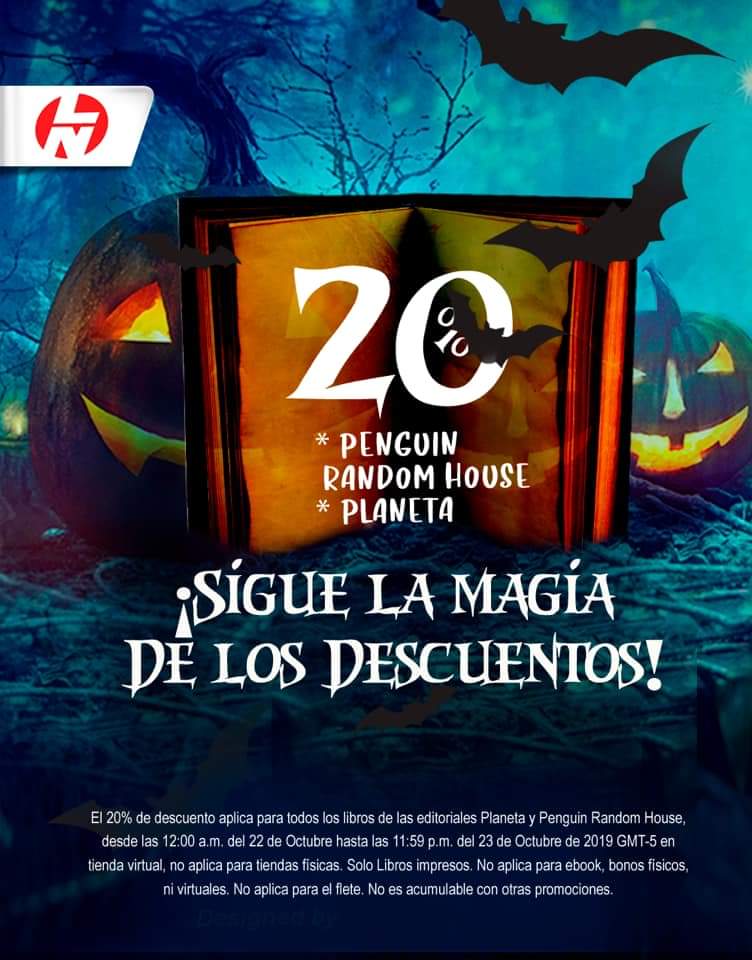 20%
* PENGUIN
RANDOM HOUSE
* PLANETA
¡SÍGUE LA MAGIA
DE LOS DESCUENTOS!
El 20% de descuento aplica para todos los libros de las editoriales Planeta y Penguin Random House,
desde las 12:00 a.m. del 22 de Octubre hasta las 11:59 p.m. del 23 de Octubre de 2019 GMT-5 en
tienda virtual, no aplica para tiendas físicas. Solo Libros impresos. No aplica para ebook, bonos físicos,
ni virtuales. No aplica para el flete. No es acumulable con otras promociones.
Designed by